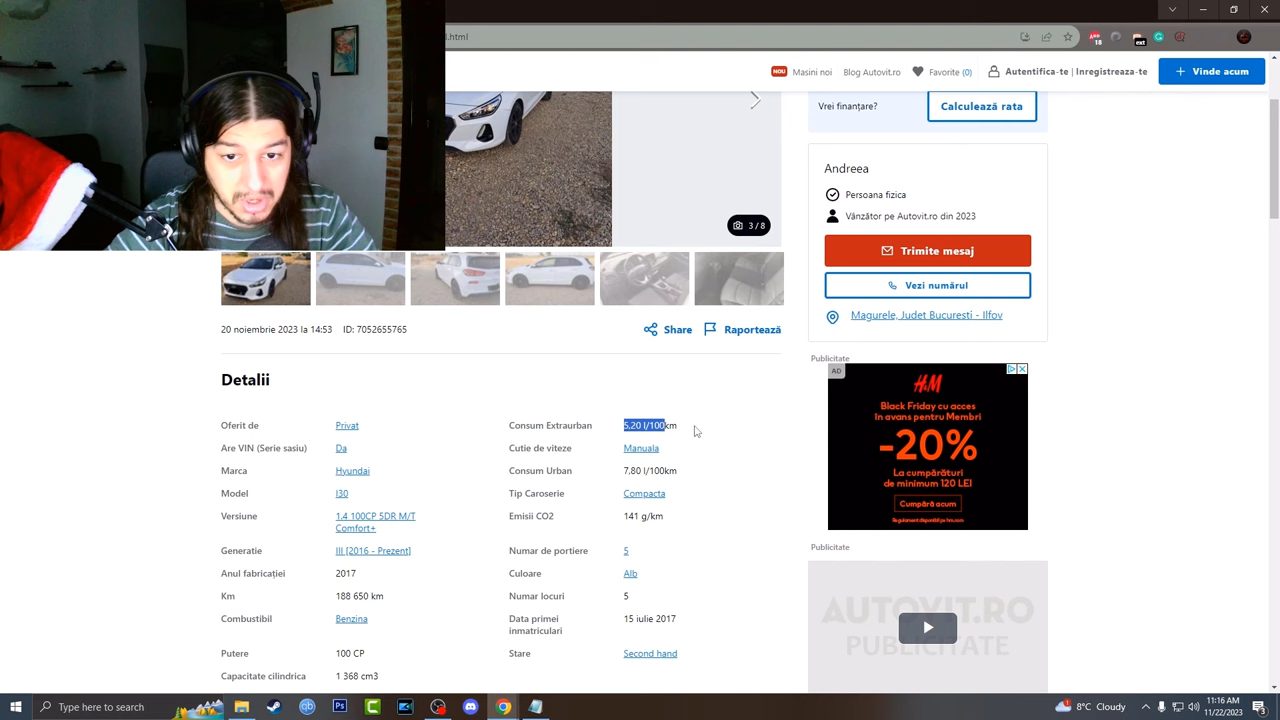 l.html
18
ext
NOU Masini noi Blog Autovit.ro Favorite (0) Autentifica-te | Inregistreaza-te + Vinde acum
Vrei finanțare? Calculează rata
3 / 8
Andreea
Persoana fizica
Vânzător pe Autovit.ro din 2023
Trimite mesaj
Vezi numărul
Magurele, Judet Bucuresti - Ilfov
20 noiembrie 2023 la 14:53 ID: 7052655765
Share Raportează
Detalii
Oferit de Privat
Are VIN (Serie sasiu) Da
Marca Hyundai
Model I30
Versiune 1.4 100CP 5DR M/T
Comfort+
Generatie III [2016 - Prezent]
Anul fabricației 2017
Km 188 650 km
Combustibil Benzina
Putere 100 CP
Capacitate cilindrica 1 368 cm3
Consum Extraurban 5,20 l/100km
Cutie de viteze Manuala
Consum Urban 7,80 l/100km
Tip Caroserie Compacta
Emisii CO2 141 g/km
Numar de portiere 5
Culoare Alb
Numar locuri 5
Data primei
inmatriculari 15 iulie 2017
Stare Second hand
Publicitate
AD
H&M
Black Friday cu acces
în avans pentru Membri
-20%
La cumpărături
de minimum 120 LEI
Cumpără acum
Publicitate
AUTOVIT.RO
PUBLICITATE
Type here to search
1
8°C Cloudy
11:16 AM
11/22/2023